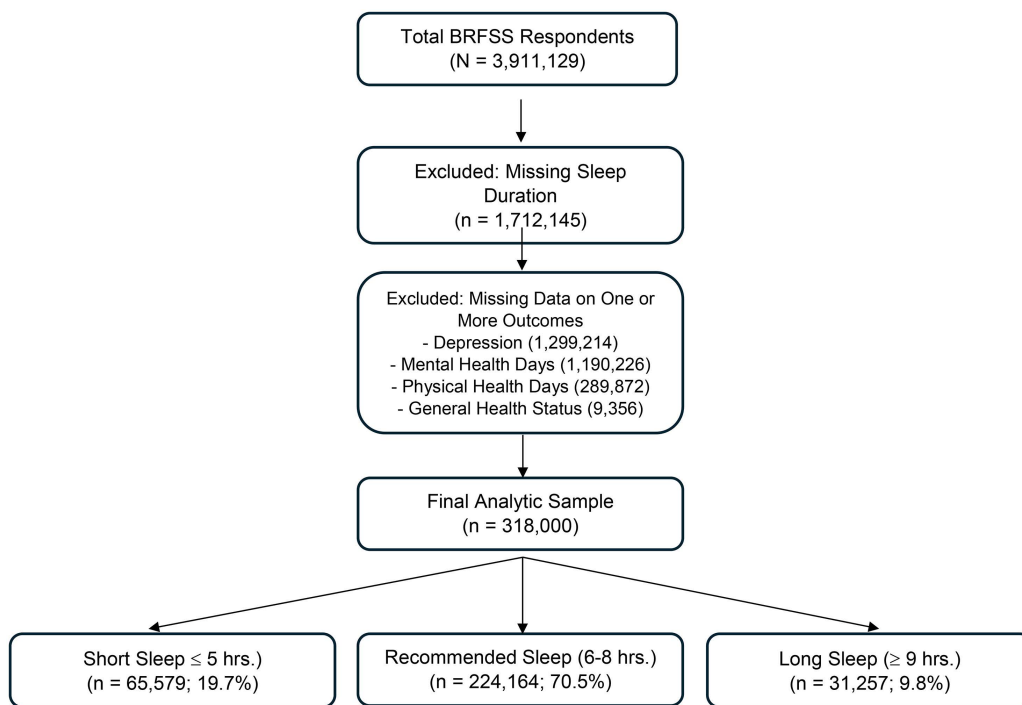 Total BRFSS Respondents
(N = 3,911,129)
Excluded: Missing Sleep
Duration
(n = 1,712,145)
Excluded: Missing Data on One or
More Outcomes
- Depression (1,299,214)
- Mental Health Days (1,190,226)
- Physical Health Days (289,872)
- General Health Status (9,356)
Final Analytic Sample
(n = 318,000)
Short Sleep ≤ 5 hrs.)
(n = 65,579; 19.7%)
Recommended Sleep (6-8 hrs.)
(n = 224,164; 70.5%)
Long Sleep (≥ 9 hrs.)
(n = 31,257; 9.8%)